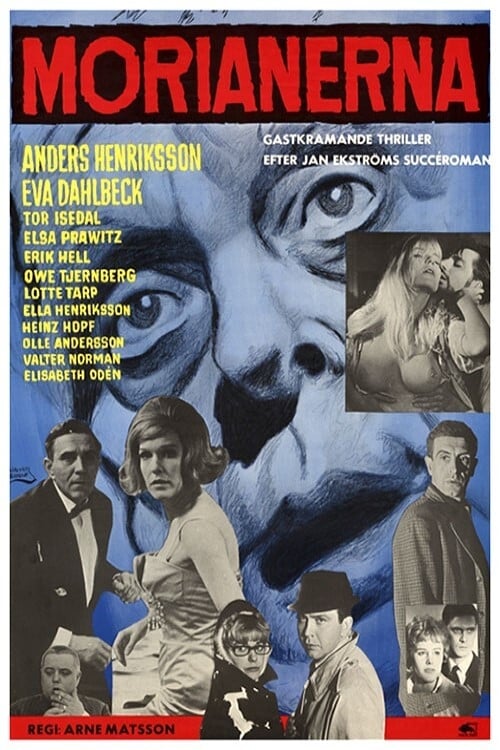 MORIANERNA
GASTKRAMANDE THRILLER
EFTER JAN EKSTRÖMS SUCCÉROMAN
ANDERS HENRIKSSON
EVA DAHLBECK
TOR ISEDAL
ELSA PRAWITZ
ERIK HELL
OWE TJERNBERG
LOTTE TARP
ELLA HENRIKSSON
HEINZ HOPF
OLLE ANDERSSON
VALTER NORMAN
ELISABETH ODÉN
REGI: ARNE MATSSON